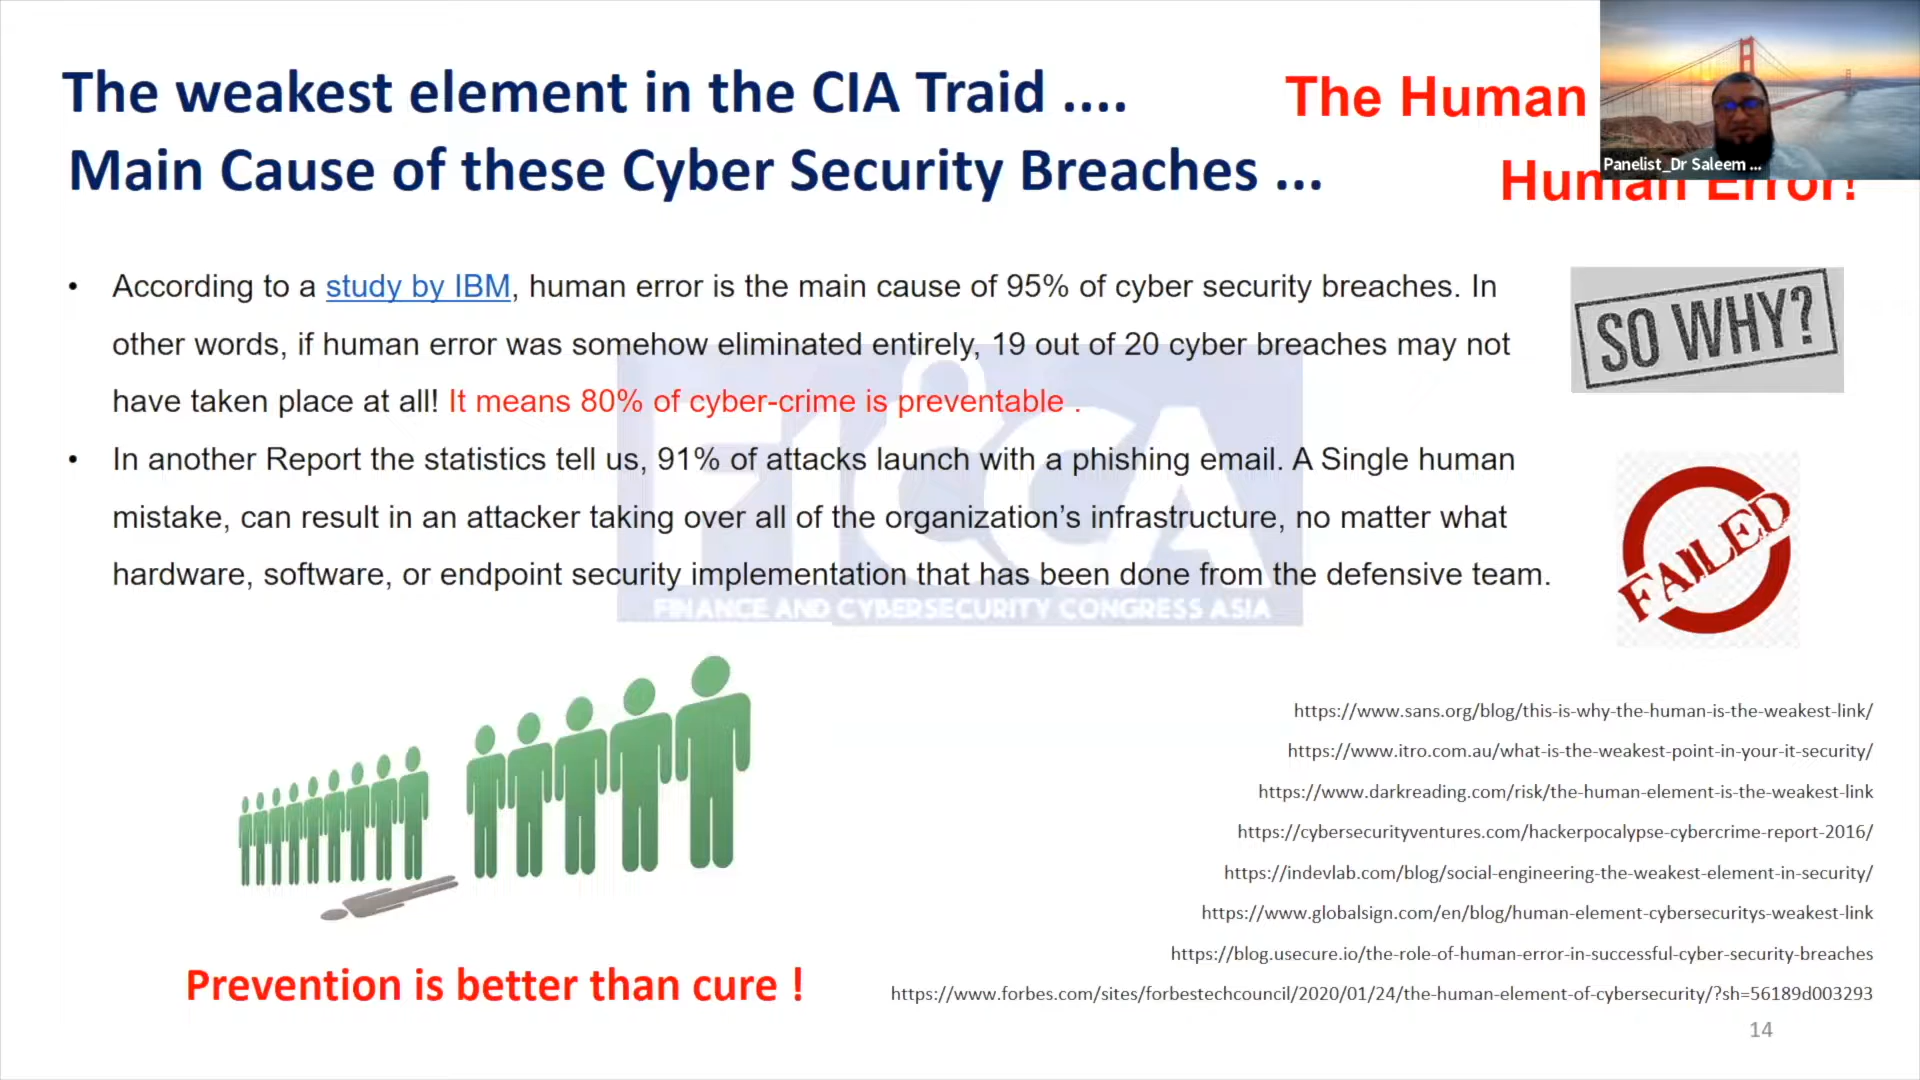 The weakest element in the CIA Traid ....
The Human
Main Cause of these Cyber Security Breaches ...
Human Error!
Panelist_Dr Saleem ...
• According to a study by IBM, human error is the main cause of 95% of cyber security breaches. In
other words, if human error was somehow eliminated entirely, 19 out of 20 cyber breaches may not
have taken place at all! It means 80% of cyber-crime is preventable .
• In another Report the statistics tell us, 91% of attacks launch with a phishing email. A Single human
mistake, can result in an attacker taking over all of the organization's infrastructure, no matter what
hardware, software, or endpoint security implementation that has been done from the defensive team.
SO WHY?
FAILED
FICCA
FINANCE AND CYBERSECURITY CONGRESS ASIA
https://www.sans.org/blog/this-is-why-the-human-is-the-weakest-link/
https://www.itro.com.au/what-is-the-weakest-point-in-your-it-security/
https://www.darkreading.com/risk/the-human-element-is-the-weakest-link
https://cybersecurityventures.com/hackerpocalypse-cybercrime-report-2016/
https://indevlab.com/blog/social-engineering-the-weakest-element-in-security/
https://www.globalsign.com/en/blog/human-element-cybersecuritys-weakest-link
https://blog.usecure.io/the-role-of-human-error-in-successful-cyber-security-breaches
https://www.forbes.com/sites/forbestechcouncil/2020/01/24/the-human-element-of-cybersecurity/?sh=56189d003293
Prevention is better than cure !
14